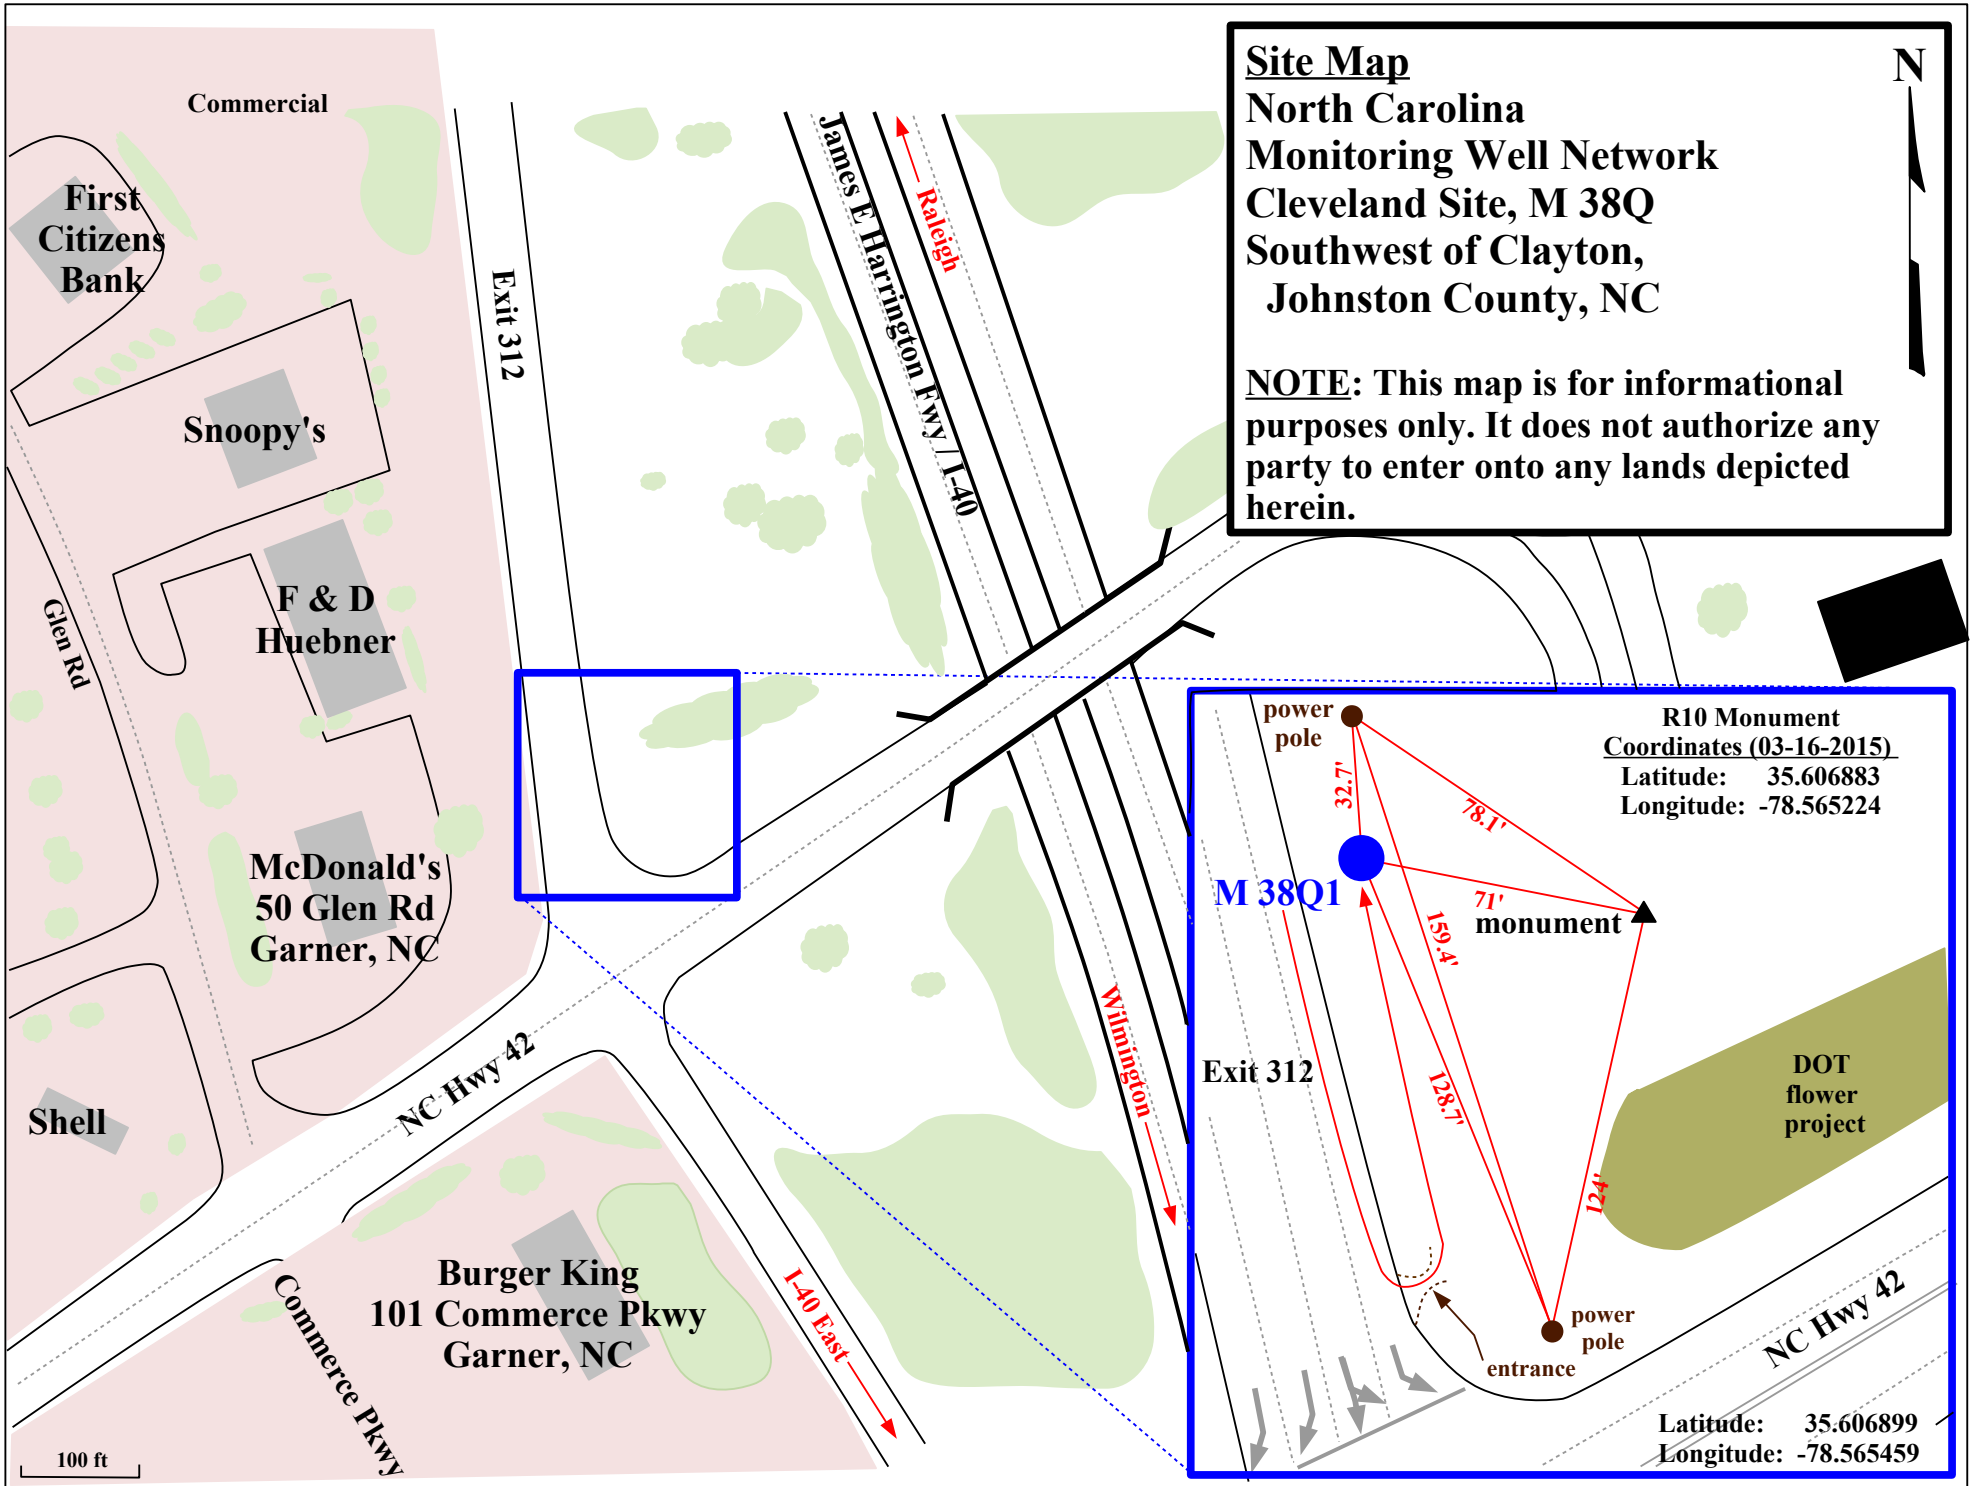 Site Map
North Carolina
Monitoring Well Network
Cleveland Site, M 38Q
Southwest of Clayton,
Johnston County, NC
NOTE: This map is for informational
purposes only. It does not authorize any
party to enter onto any lands depicted
herein.
N
Commercial
First
Citizens
Bank
Snoopy's
F & D
Huebner
Glen Rd
McDonald's
50 Glen Rd
Garner, NC
Shell
Exit 312
James E Harrington Fwy / I-40
Raleigh
NC Hwy 42
Wilmington
Burger King
101 Commerce Pkwy
Garner, NC
Commerce Pkwy
I-40 East
100 ft
power
pole
R10 Monument
Coordinates (03-16-2015)
Latitude: 35.606883
Longitude: -78.565224
32.7'
78.1'
M 38Q1
71'
monument
159.4'
Exit 312
128.7'
124'
DOT
flower
project
power
pole
entrance
NC Hwy 42
Latitude: 35.606899
Longitude: -78.565459